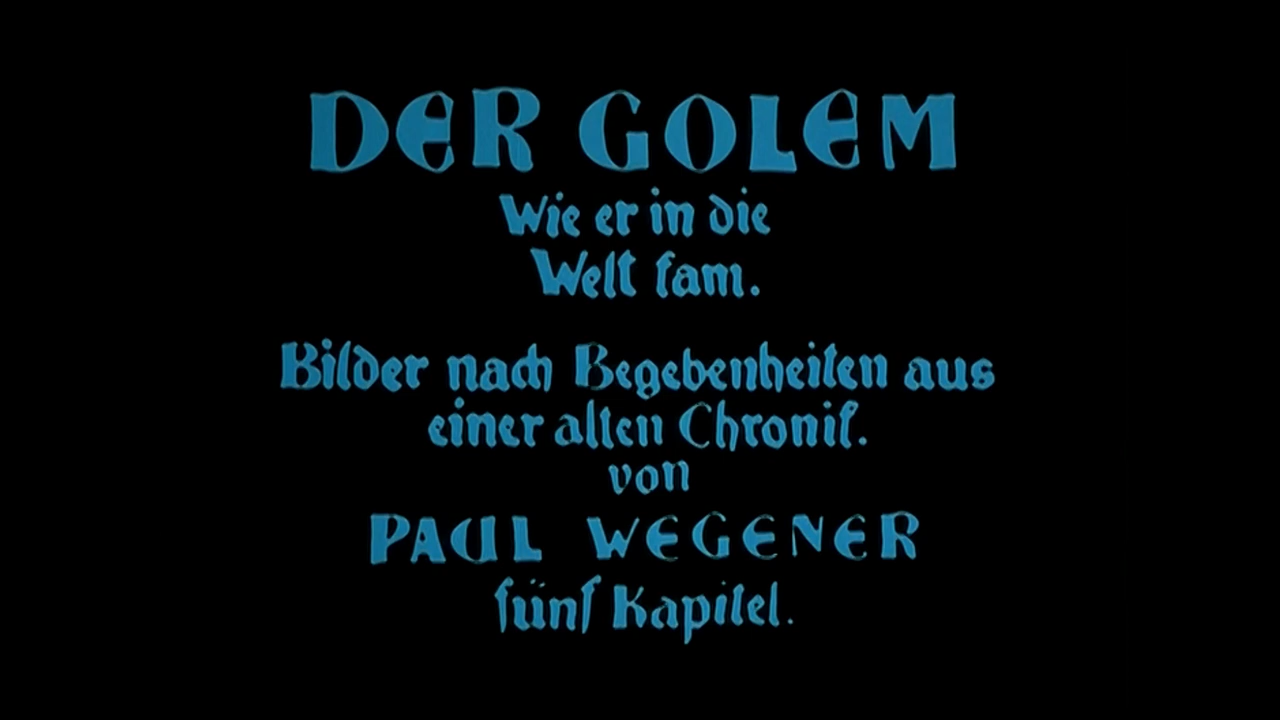 DER GOLEM
Wie er in die
Welt kam.
Bilder nach Begebenheiten aus
einer alten Chronik.
von
PAUL WEGENER
fünf Kapitel.